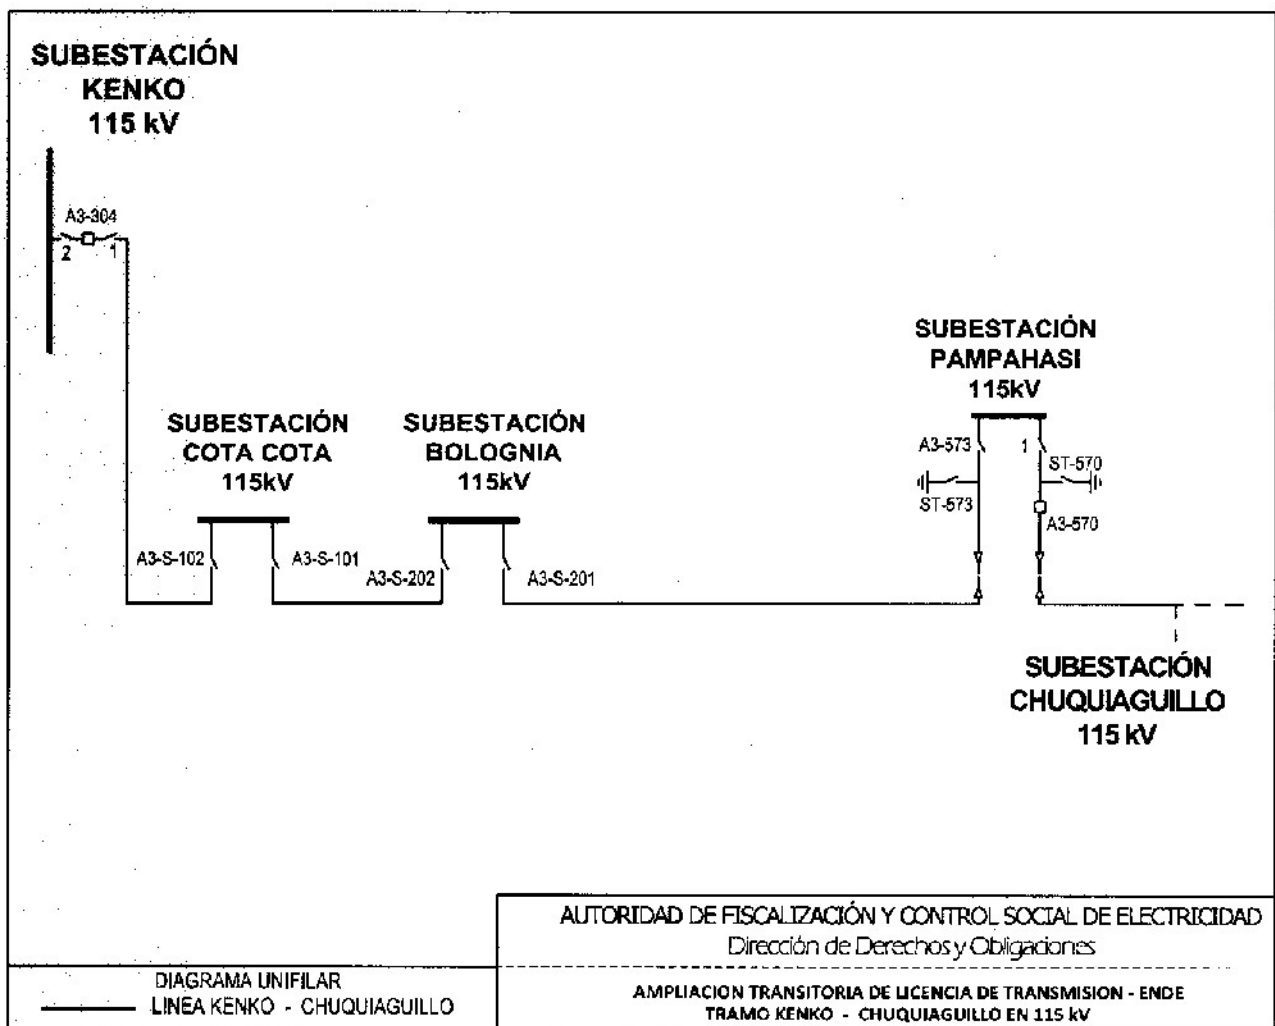 SUBESTACIÓN
KENKO
115 kV
A3-304
2
1
SUBESTACIÓN
COTA COTA
115kV
A3-S-102
A3-S-101
SUBESTACIÓN
BOLOGNIA
115kV
A3-S-202
A3-S-201
SUBESTACIÓN
PAMPAHASI
115kV
A3-573
1
ST-570
ST-573
A3-570
SUBESTACIÓN
CHUQUIAGUILLO
115 kV
AUTORIDAD DE FISCALIZACIÓN Y CONTROL SOCIAL DE ELECTRICIDAD
Dirección de Derechos y Obligaciones
DIAGRAMA UNIFILAR
LINEA KENKO - CHUQUIAGUILLO
AMPLIACION TRANSITORIA DE LICENCIA DE TRANSMISION - ENDE
TRAMO KENKO - CHUQUIAGUILLO EN 115 kV